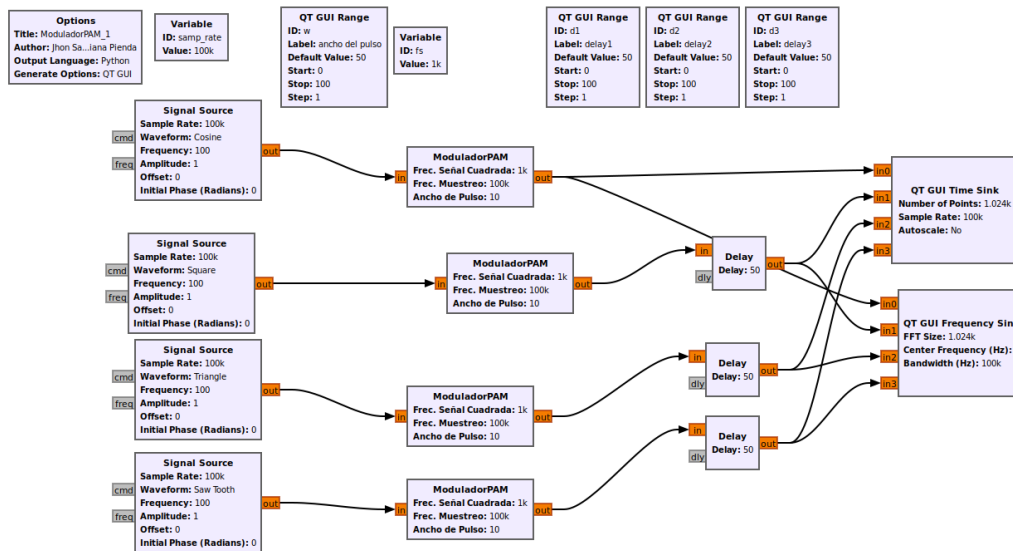 Options
Title: ModuladorPAM_1
Author: Jhon Sa...iana Pienda
Output Language: Python
Generate Options: QT GUI
Variable
ID: samp_rate
Value: 100k
QT GUI Range
ID: w
Label: ancho del pulso
Default Value: 50
Start: 0
Stop: 100
Step: 1
Variable
ID: fs
Value: 1k
QT GUI Range
ID: d1
Label: delay1
Default Value: 50
Start: 0
Stop: 100
Step: 1
QT GUI Range
ID: d2
Label: delay2
Default Value: 50
Start: 0
Stop: 100
Step: 1
QT GUI Range
ID: d3
Label: delay3
Default Value: 50
Start: 0
Stop: 100
Step: 1
Signal Source
Sample Rate: 100k
Waveform: Cosine
Frequency: 100
Amplitude: 1
Offset: 0
Initial Phase (Radians): 0
cmd
freq
out
in
ModuladorPAM
Frec. Señal Cuadrada: 1k
Frec. Muestreo: 100k
Ancho de Pulso: 10
out
in0
in1
in2
in3
QT GUI Time Sink
Number of Points: 1.024k
Sample Rate: 100k
Autoscale: No
Signal Source
Sample Rate: 100k
Waveform: Square
Frequency: 100
Amplitude: 1
Offset: 0
Initial Phase (Radians): 0
cmd
freq
out
in
ModuladorPAM
Frec. Señal Cuadrada: 1k
Frec. Muestreo: 100k
Ancho de Pulso: 10
out
in
dly
Delay
Delay: 50
out
in0
in1
in2
in3
QT GUI Frequency Sink
FFT Size: 1.024k
Center Frequency (Hz):
Bandwidth (Hz): 100k
Signal Source
Sample Rate: 100k
Waveform: Triangle
Frequency: 100
Amplitude: 1
Offset: 0
Initial Phase (Radians): 0
cmd
freq
out
in
ModuladorPAM
Frec. Señal Cuadrada: 1k
Frec. Muestreo: 100k
Ancho de Pulso: 10
out
in
dly
Delay
Delay: 50
out
Signal Source
Sample Rate: 100k
Waveform: Saw Tooth
Frequency: 100
Amplitude: 1
Offset: 0
Initial Phase (Radians): 0
cmd
freq
out
in
ModuladorPAM
Frec. Señal Cuadrada: 1k
Frec. Muestreo: 100k
Ancho de Pulso: 10
out
in
dly
Delay
Delay: 50
out